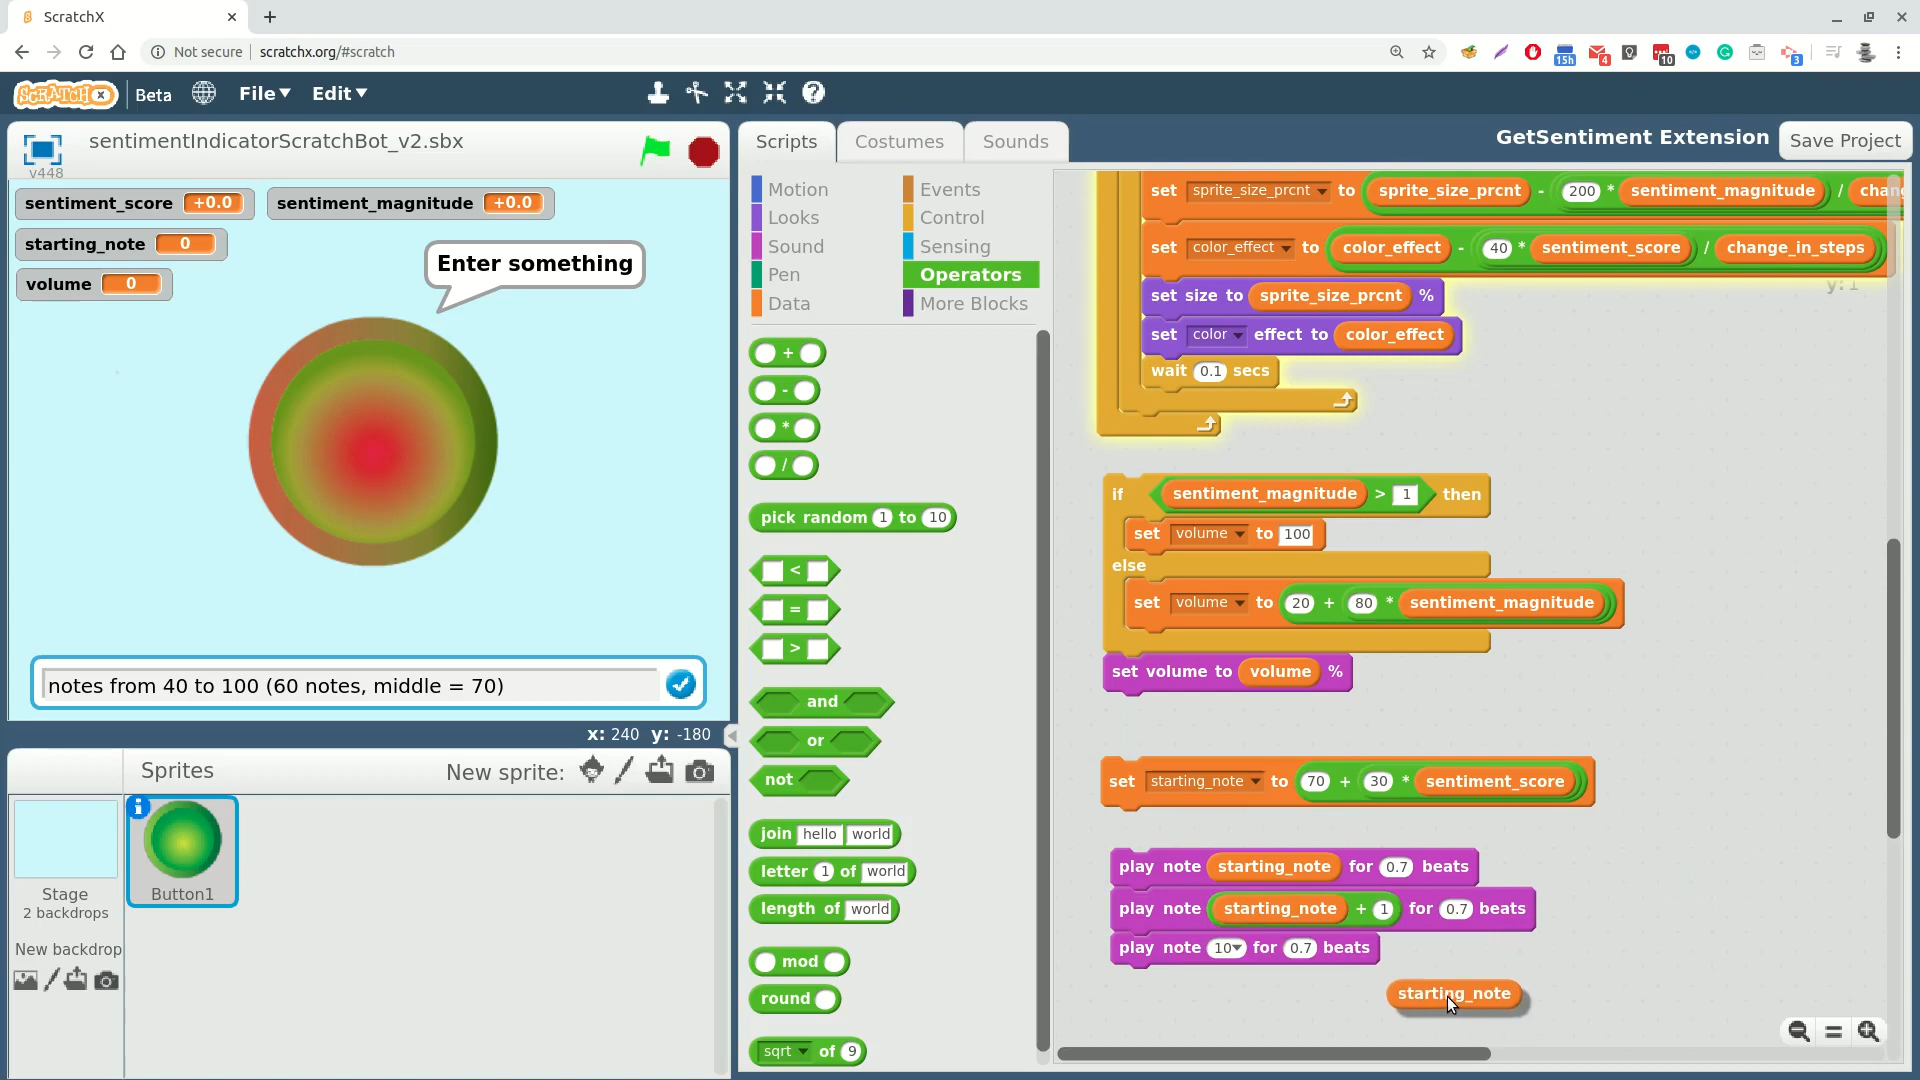 ScratchX
Not secure | scratchx.org/#scratch
15h
4
10
3
SCRATCHX
Beta
File▼
Edit▼
sentimentIndicatorScratchBot_v2.sbx
v448
sentiment_score +0.0
sentiment_magnitude +0.0
starting_note 0
volume 0
Enter something
notes from 40 to 100 (60 notes, middle = 70)
x: 240 y: -180
Sprites
New sprite:
Stage
2 backdrops
New backdrop
Button1
Scripts
Costumes
Sounds
GetSentiment Extension
Save Project
Motion
Looks
Sound
Pen
Data
Events
Control
Sensing
Operators
More Blocks
+
-
*
/
pick random 1 to 10
<
=
>
and
or
not
join hello world
letter 1 of world
length of world
mod
round
sqrt of 9
set sprite_size_prcnt to sprite_size_prcnt - 200 * sentiment_magnitude / chan
set color_effect to color_effect - 40 * sentiment_score / change_in_steps
y: 1
set size to sprite_size_prcnt %
set color effect to color_effect
wait 0.1 secs
if sentiment_magnitude > 1 then
set volume to 100
else
set volume to 20 + 80 * sentiment_magnitude
set volume to volume %
set starting_note to 70 + 30 * sentiment_score
play note starting_note for 0.7 beats
play note starting_note + 1 for 0.7 beats
play note 10 for 0.7 beats
starting_note